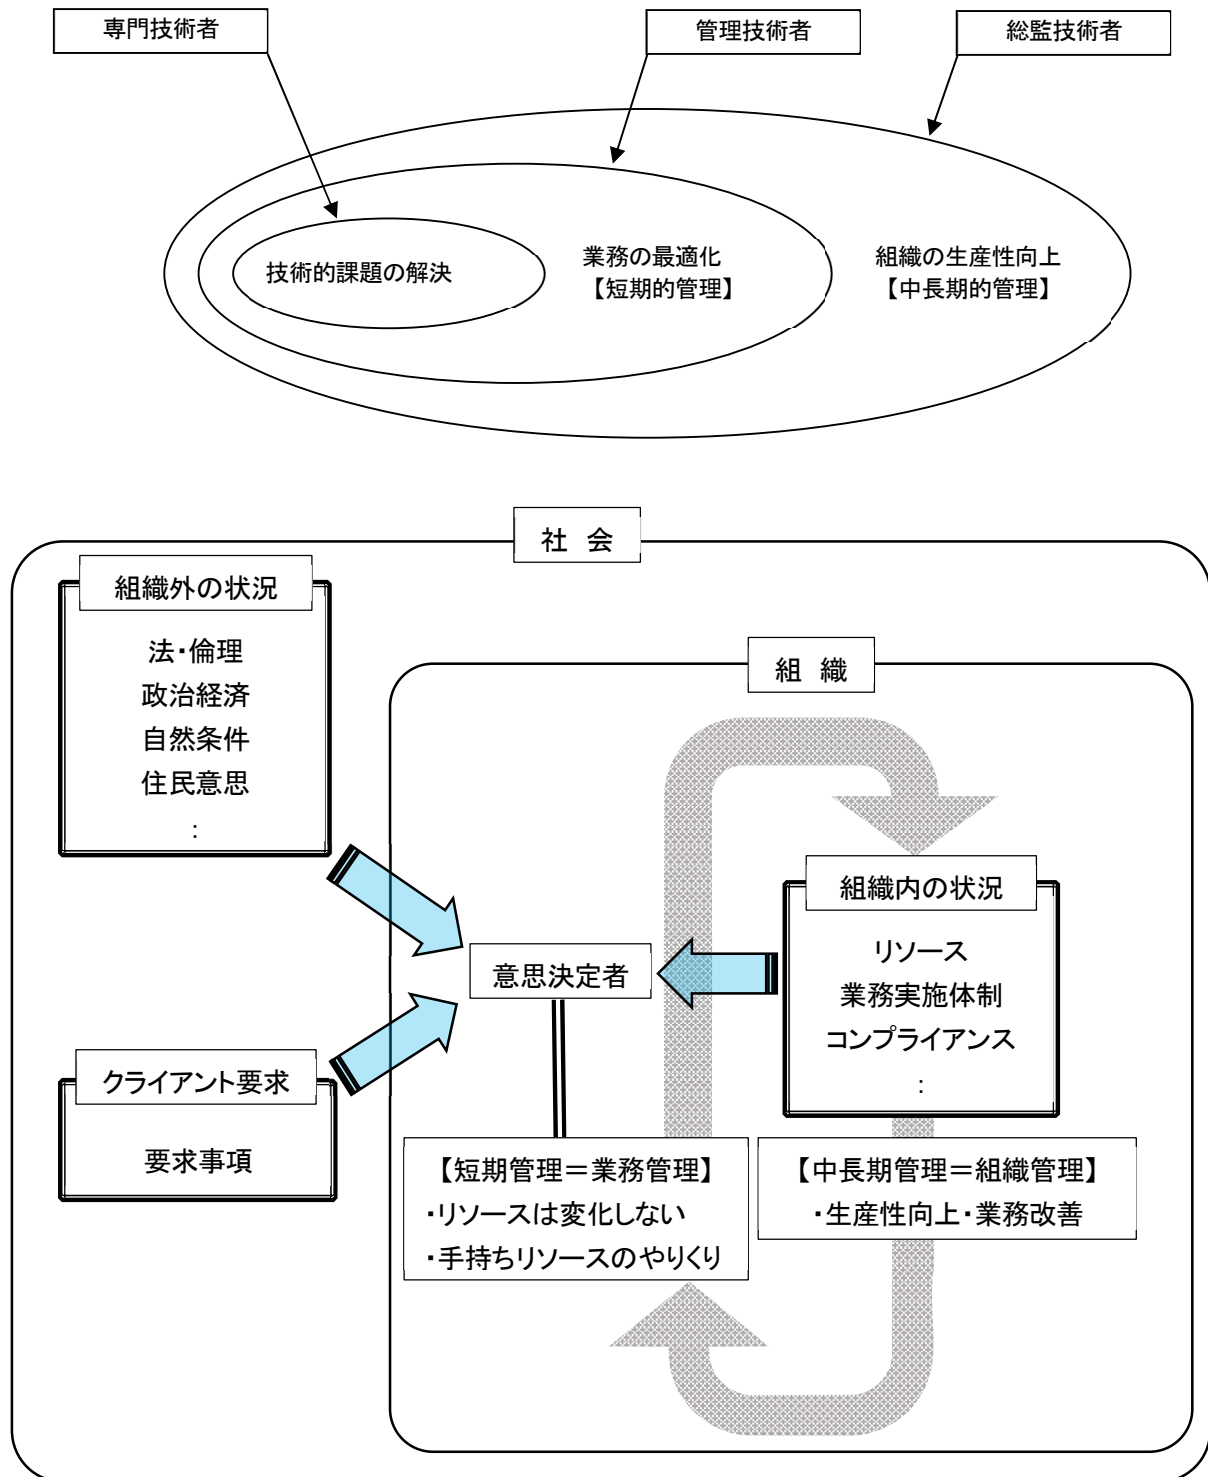 専門技術者
管理技術者
総監技術者
技術的課題の解決
業務の最適化
【短期的管理】
組織の生産性向上
【中長期的管理】
社 会
組織外の状況
法・倫理
政治経済
自然条件
住民意思
:
組 織
組織内の状況
リソース
業務実施体制
コンプライアンス
:
意思決定者
クライアント要求
要求事項
【短期管理＝業務管理】
・リソースは変化しない
・手持ちリソースのやりくり
【中長期管理＝組織管理】
・生産性向上・業務改善